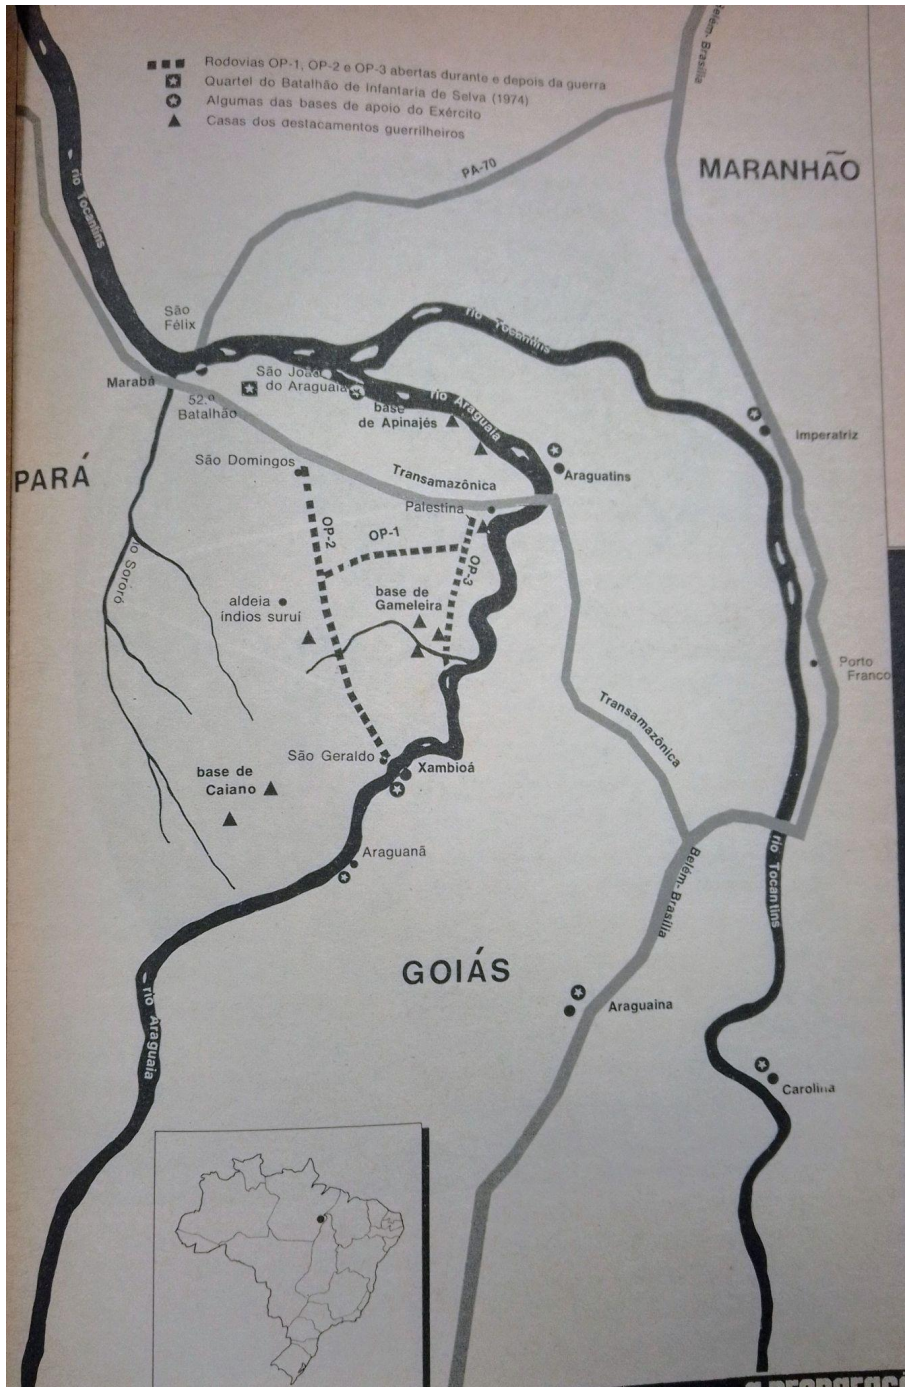 Belém-Brasília
Rodovias OP-1, OP-2 e OP-3 abertas durante e depois da guerra
Quartel do Batalhão de Infantaria de Selva (1974)
Algumas das bases de apoio do Exército
Casas dos destacamentos guerrilheiros
MARANHÃO
PA-70
rio Tocantins
São
Félix
rio Tocantins
Marabá
São João
do Araguaia
52.º
Batalhão
base
de Apinajés
rio Araguaia
Imperatriz
PARÁ
São Domingos
Transamazônica
Araguatins
Palestina
OP-2
OP-1
OP-3
Sororó
aldeia
índios suruí
base de
Gameleira
Porto
Franco
Transamazônica
São Geraldo
Xambioá
base de
Caiano
Araguanã
Belém-Brasília
rio Tocantins
GOIÁS
rio Araguaia
Araguaina
Carolina